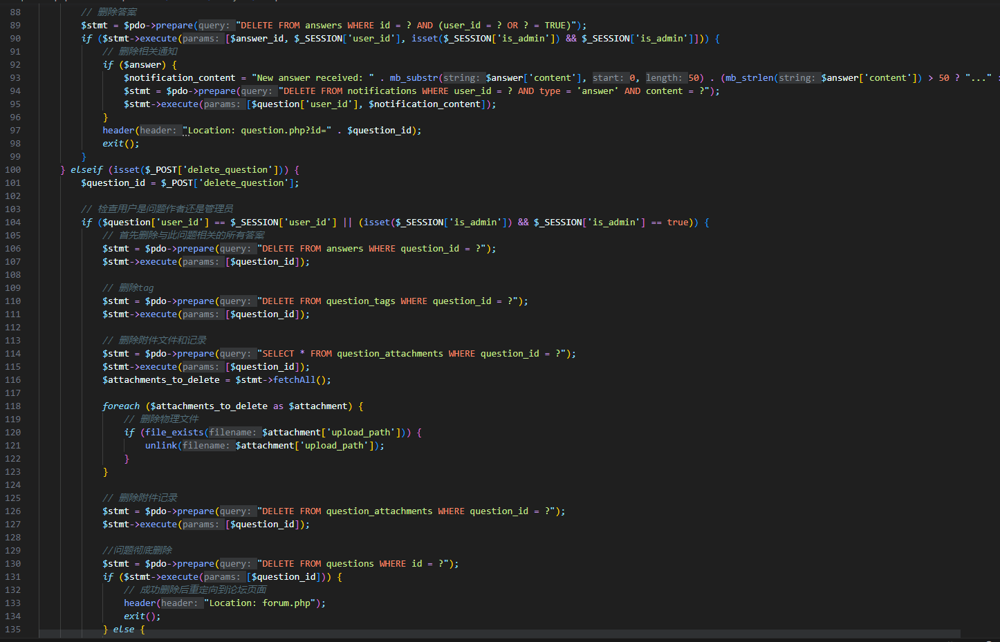 88 // 删除答案
89 $stmt = $pdo->prepare(query: "DELETE FROM answers WHERE id = ? AND (user_id = ? OR ? = TRUE)");
90 if ($stmt->execute(params: [$answer_id, $_SESSION['user_id'], isset($_SESSION['is_admin']) && $_SESSION['is_admin']])) {
91 // 删除相关通知
92 if ($answer) {
93 $notification_content = "New answer received: " . mb_substr(string: $answer['content'], start: 0, length: 50) . (mb_strlen(string: $answer['content']) > 50 ? "..." :
94 $stmt = $pdo->prepare(query: "DELETE FROM notifications WHERE user_id = ? AND type = 'answer' AND content = ?");
95 $stmt->execute(params: [$question['user_id'], $notification_content]);
96 }
97 header(header: "Location: question.php?id=" . $question_id);
98 exit();
99 }
100 } elseif (isset($_POST['delete_question'])) {
101 $question_id = $_POST['delete_question'];
102
103 // 检查用户是问题作者还是管理员
104 if ($question['user_id'] == $_SESSION['user_id'] || (isset($_SESSION['is_admin']) && $_SESSION['is_admin'] == true)) {
105 // 首先删除与此问题相关的所有答案
106 $stmt = $pdo->prepare(query: "DELETE FROM answers WHERE question_id = ?");
107 $stmt->execute(params: [$question_id]);
108
109 // 删除tag
110 $stmt = $pdo->prepare(query: "DELETE FROM question_tags WHERE question_id = ?");
111 $stmt->execute(params: [$question_id]);
112
113 // 删除附件文件和记录
114 $stmt = $pdo->prepare(query: "SELECT * FROM question_attachments WHERE question_id = ?");
115 $stmt->execute(params: [$question_id]);
116 $attachments_to_delete = $stmt->fetchAll();
117
118 foreach ($attachments_to_delete as $attachment) {
119 // 删除物理文件
120 if (file_exists(filename: $attachment['upload_path'])) {
121 unlink(filename: $attachment['upload_path']);
122 }
123 }
124
125 // 删除附件记录
126 $stmt = $pdo->prepare(query: "DELETE FROM question_attachments WHERE question_id = ?");
127 $stmt->execute(params: [$question_id]);
128
129 //问题彻底删除
130 $stmt = $pdo->prepare(query: "DELETE FROM questions WHERE id = ?");
131 if ($stmt->execute(params: [$question_id])) {
132 // 成功删除后重定向到论坛页面
133 header(header: "Location: forum.php");
134 exit();
135 } else {